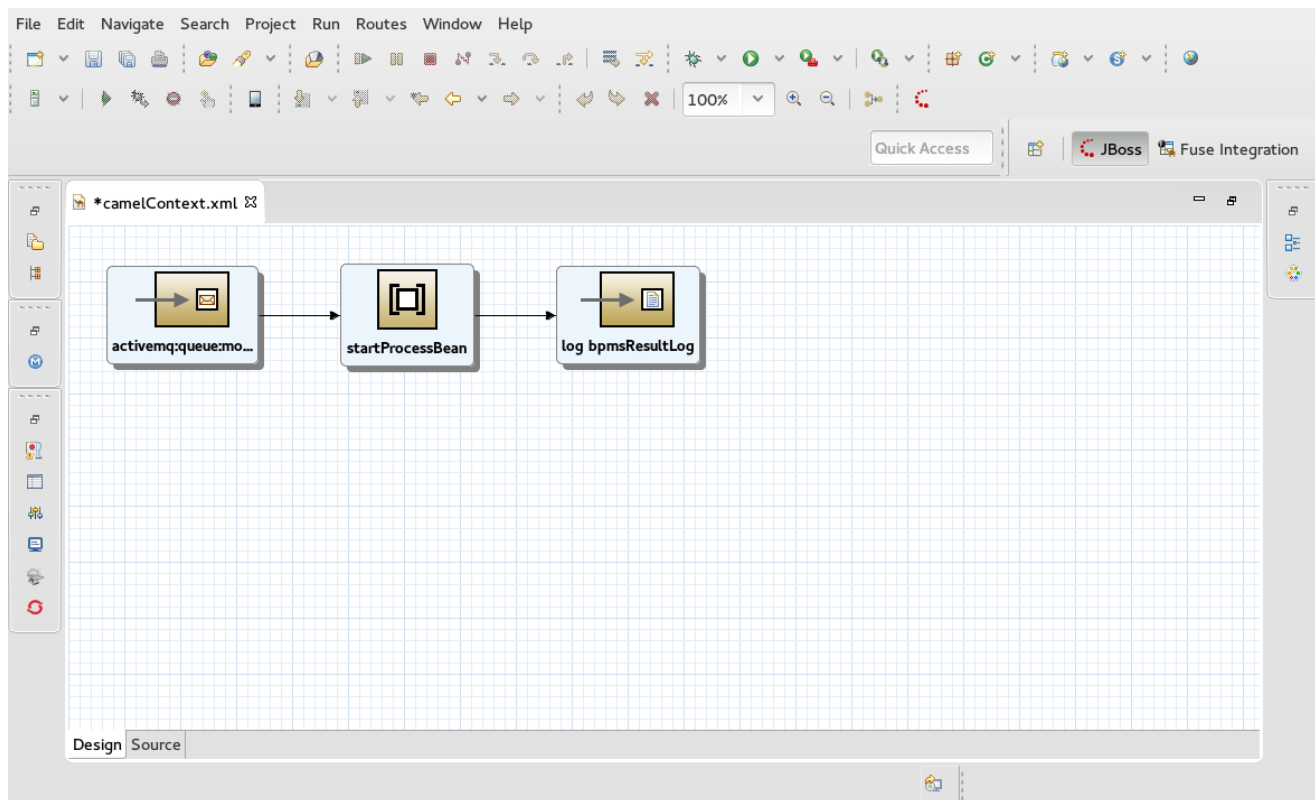 File Edit Navigate Search Project Run Routes Window Help
100%
Quick Access
JBoss
Fuse Integration
*camelContext.xml
activemq:queue:mo...
startProcessBean
log bpmsResultLog
Design Source